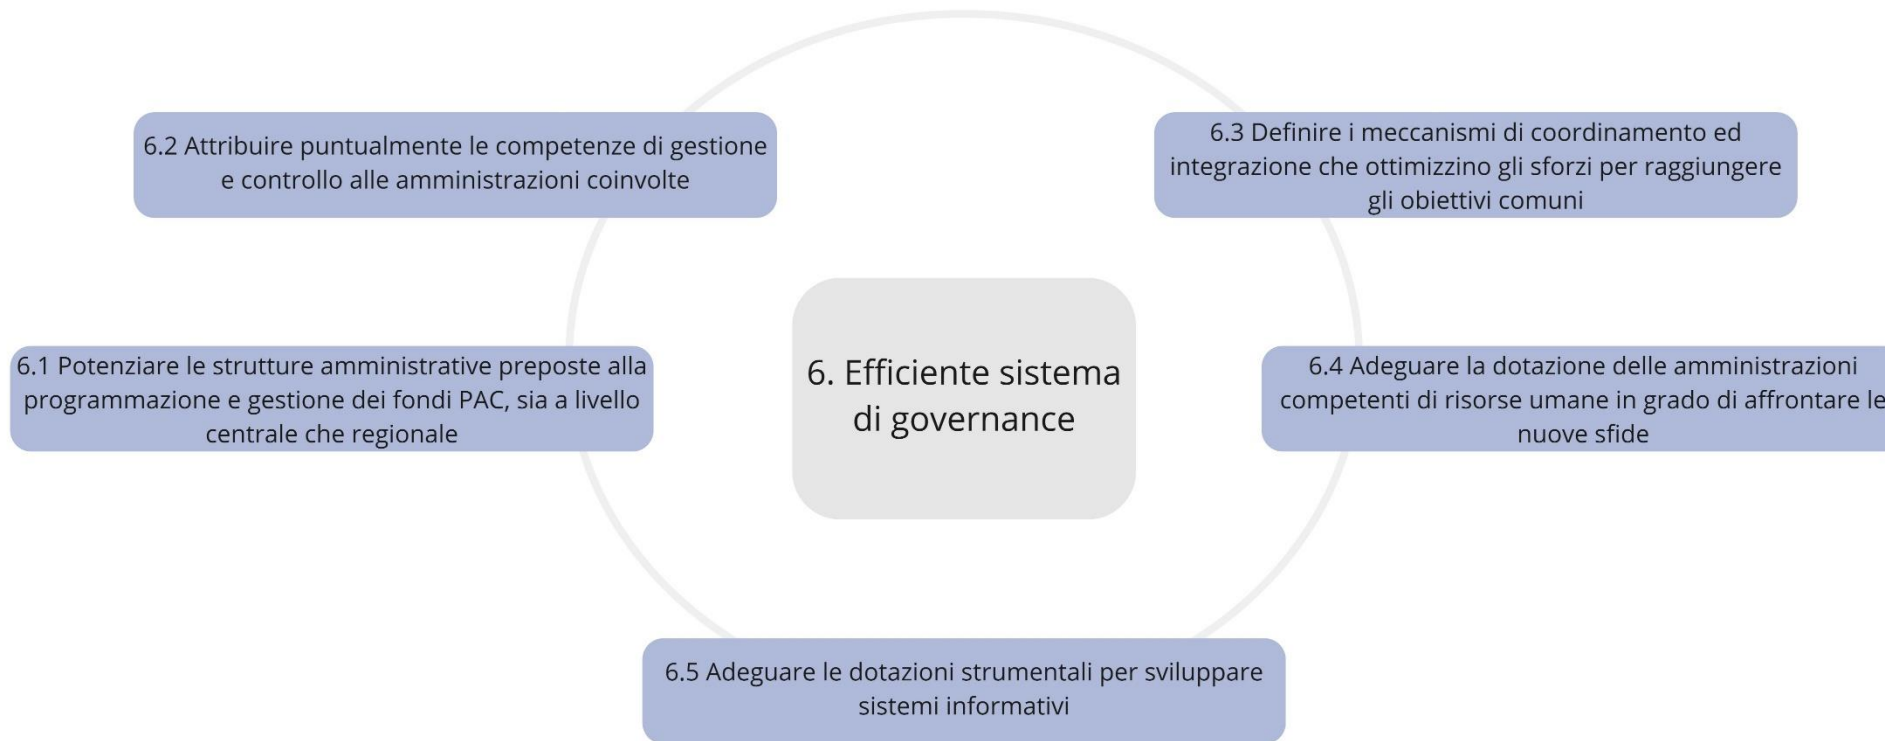 6.2 Attribuire puntualmente le competenze di gestione
e controllo alle amministrazioni coinvolte
6.3 Definire i meccanismi di coordinamento ed
integrazione che ottimizzino gli sforzi per raggiungere
gli obiettivi comuni
6. Efficiente sistema
di governance
6.1 Potenziare le strutture amministrative preposte alla
programmazione e gestione dei fondi PAC, sia a livello
centrale che regionale
6.4 Adeguare la dotazione delle amministrazioni
competenti di risorse umane in grado di affrontare le
nuove sfide
6.5 Adeguare le dotazioni strumentali per sviluppare
sistemi informativi